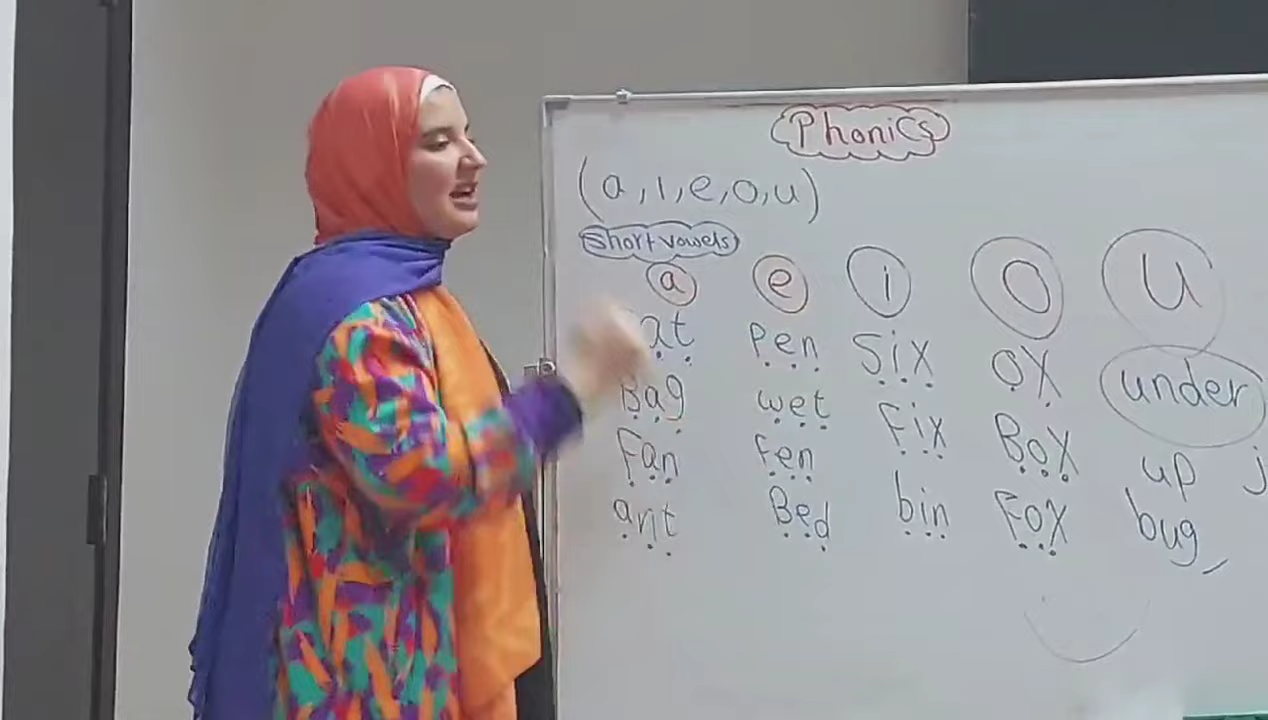 Phonics
(a, i, e, o, u)
Short vowels
a e i o u
at Pen Six OX under
Bag wet Fix BoX up
Fan Fen bin FoX bug
ant Bed